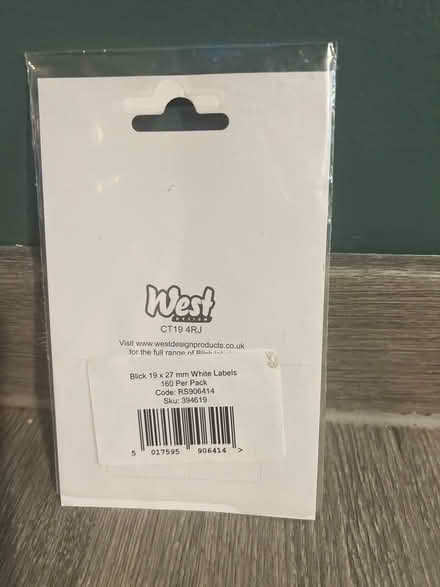 West
DESIGN
CT19 4RJ
Visit www.westdesignproducts.co.uk
for the full range of Blick
Blick 19 x 27 mm White Labels
160 Per Pack
Code: RS906414
Sku: 394619
5 017595 906414 >